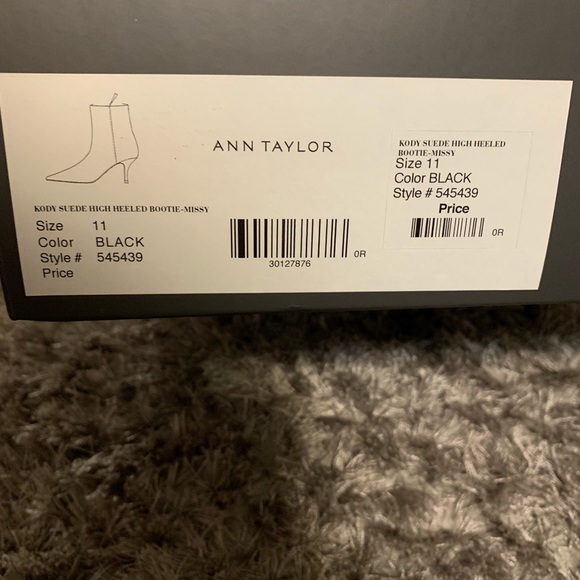 ANN TAYLOR
KODY SUEDE HIGH HEELED BOOTIE-MISSY
Size 11
Color BLACK
Style # 545439
Price
30127876
0R
KODY SUEDE HIGH HEELED
BOOTIE-MISSY
Size 11
Color BLACK
Style # 545439
Price
0R